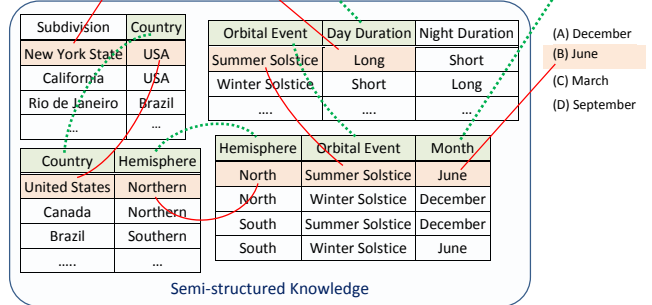 Subdivision Country
New York State USA
California USA
Rio de Janeiro Brazil
... ...
Orbital Event Day Duration Night Duration
Summer Solstice Long Short
Winter Solstice Short Long
.... ... ....
(A) December
(B) June
(C) March
(D) September
Country Hemisphere
United States Northern
Canada Northern
Brazil Southern
..... ...
Hemisphere Orbital Event Month
North Summer Solstice June
North Winter Solstice December
South Summer Solstice December
South Winter Solstice June
Semi-structured Knowledge